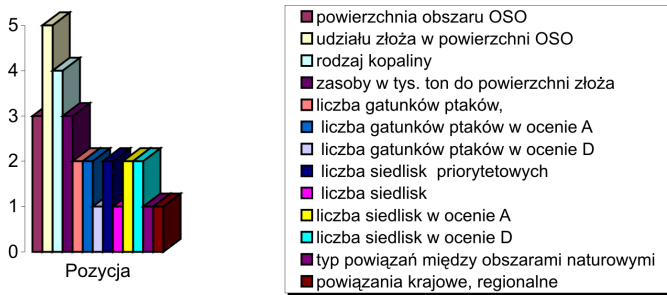 5
4
3
2
1
0
Pozycja
powierzchnia obszaru OSO
udziału złoża w powierzchni OSO
rodzaj kopaliny
zasoby w tys. ton do powierzchni złoża
liczba gatunków ptaków,
liczba gatunków ptaków w ocenie A
liczba gatunków ptaków w ocenie D
liczba siedlisk priorytetowych
liczba siedlisk
liczba siedlisk w ocenie A
liczba siedlisk w ocenie D
typ powiązań między obszarami naturowymi
powiązania krajowe, regionalne